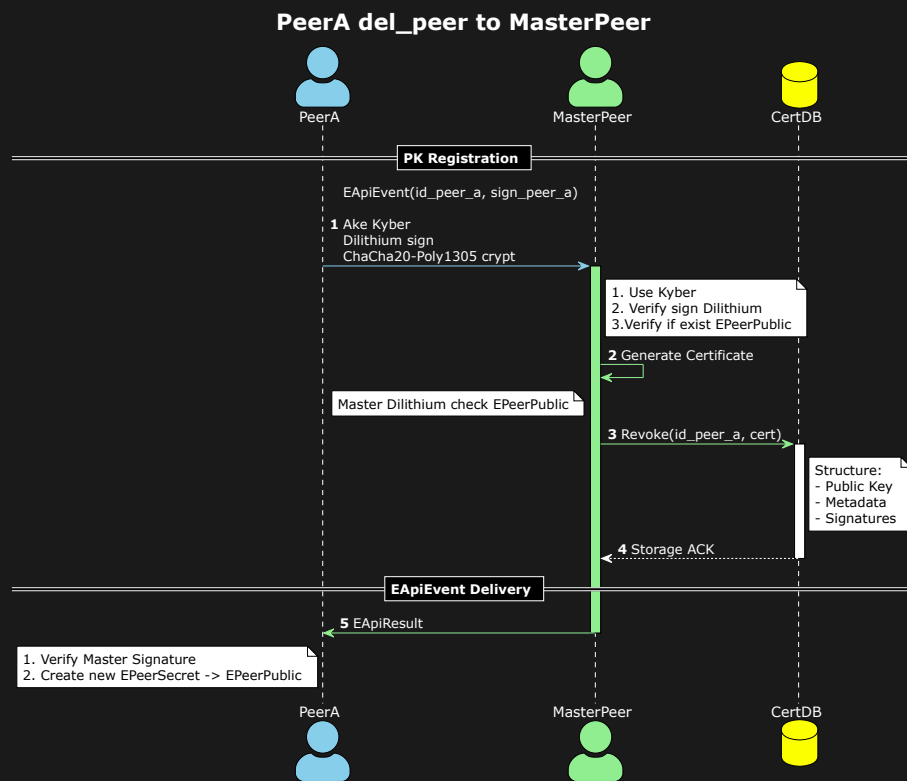 PeerA del_peer to MasterPeer
PeerA
MasterPeer
CertDB
PK Registration
EApiEvent(id_peer_a, sign_peer_a)
1 Ake Kyber
Dilithium sign
ChaCha20-Poly1305 crypt
1. Use Kyber
2. Verify sign Dilithium
3.Verify if exist EPeerPublic
2 Generate Certificate
Master Dilithium check EPeerPublic
3 Revoke(id_peer_a, cert)
Structure:
- Public Key
- Metadata
- Signatures
4 Storage ACK
EApiEvent Delivery
5 EApiResult
1. Verify Master Signature
2. Create new EPeerSecret -> EPeerPublic
PeerA
MasterPeer
CertDB